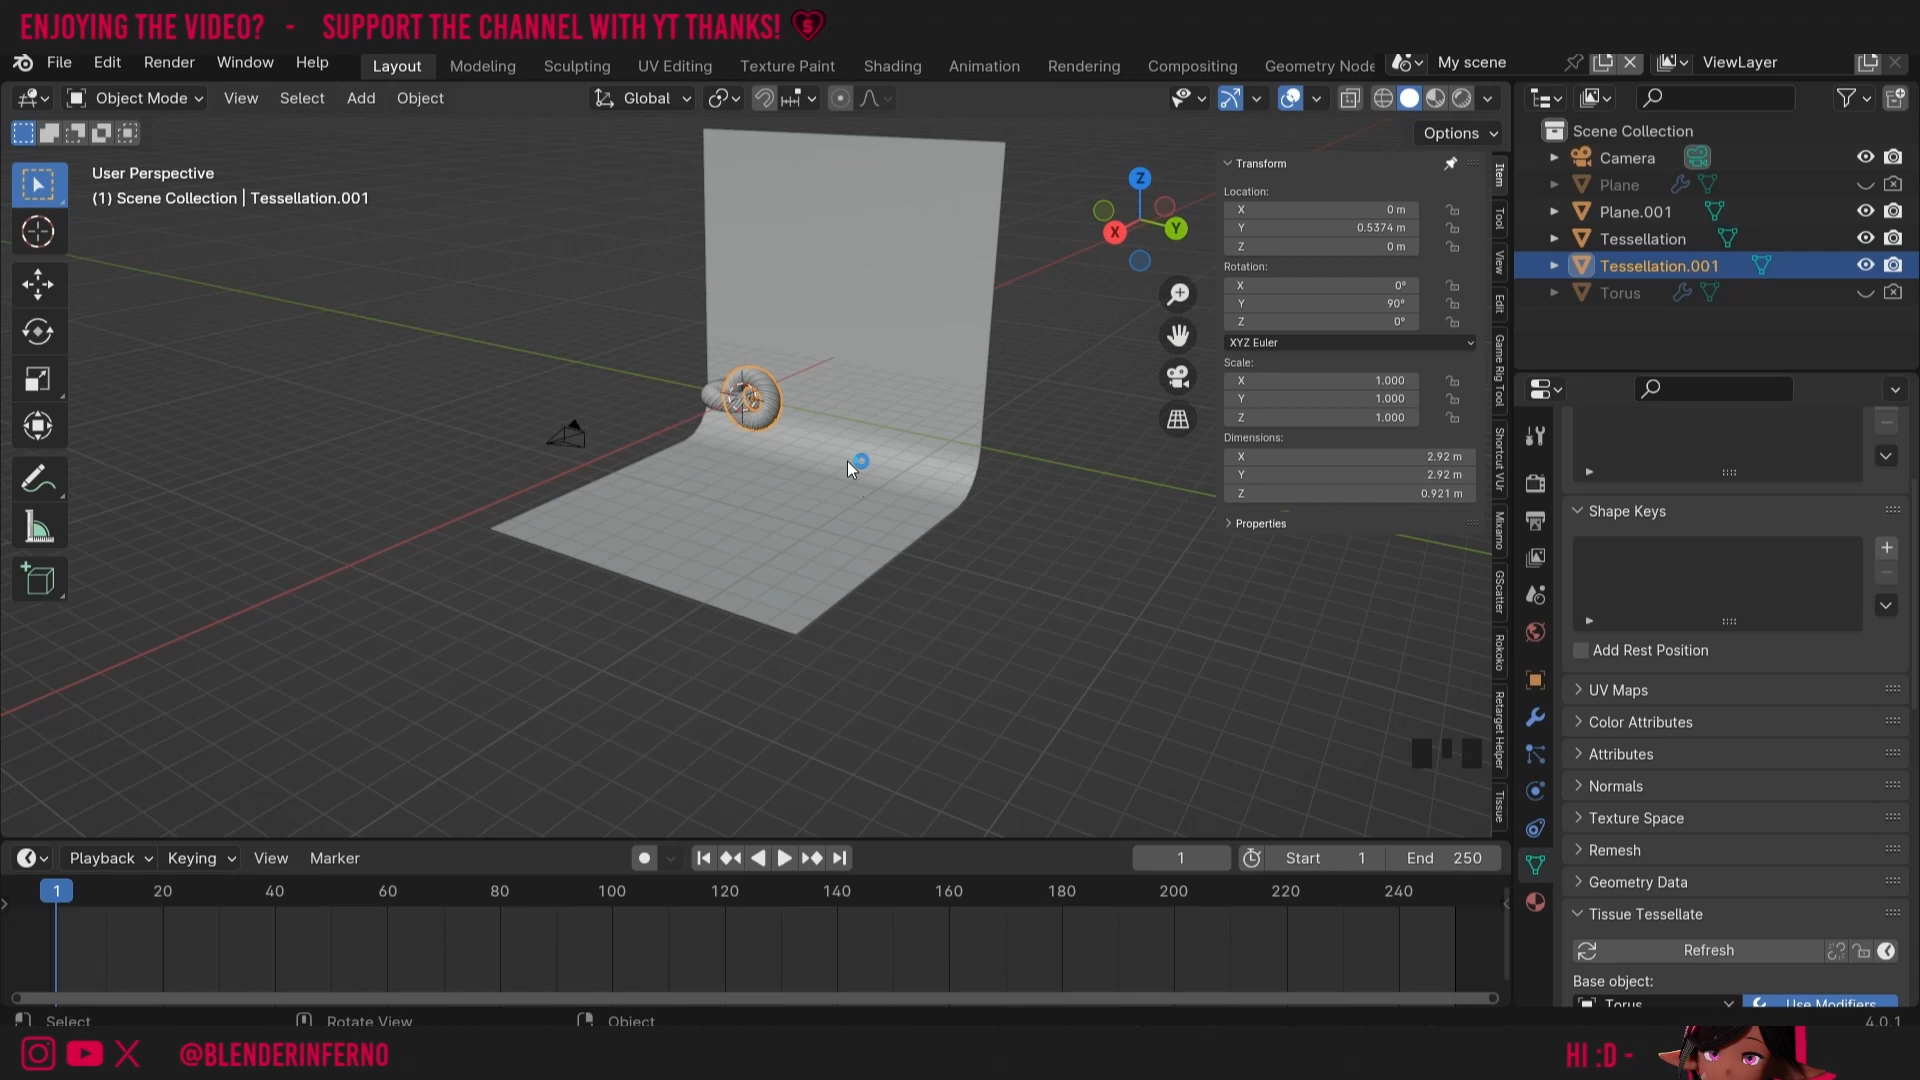 ENJOYING THE VIDEO? - SUPPORT THE CHANNEL WITH YT THANKS!
File Edit Render Window Help Layout Modeling Sculpting UV Editing Texture Paint Shading Animation Rendering Compositing Geometry Node My scene ViewLayer
Object Mode View Select Add Object Global
Options
User Perspective
(1) Scene Collection | Tessellation.001
Z
X
Y
Transform
Location:
X 0 m
Y 0.5374 m
Z 0 m
Rotation:
X 0°
Y 90°
Z 0°
XYZ Euler
Scale:
X 1.000
Y 1.000
Z 1.000
Dimensions:
X 2.92 m
Y 2.92 m
Z 0.921 m
Properties
Item
Tool
View
Edit
Game Rig Tool
Shortcut VUr
Mixamo
GScatter
Rokoko
Retarget Helper
Tissue
Scene Collection
Camera
Plane
Plane.001
Tessellation
Tessellation.001
Torus
Shape Keys
Add Rest Position
UV Maps
Color Attributes
Attributes
Normals
Texture Space
Remesh
Geometry Data
Tissue Tessellate
Refresh
Base object:
Torus Use Modifiers
Playback Keying View Marker 1 Start 1 End 250
1 20 40 60 80 100 120 140 160 180 200 220 240
Select Rotate View Object 4.0.1
@BLENDERINFERNO
HI :D -